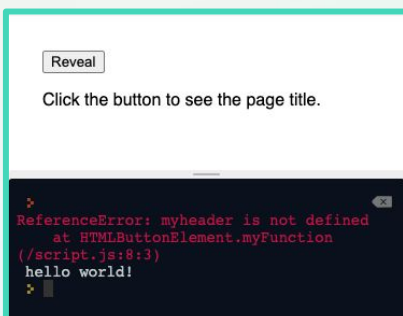 Reveal
Click the button to see the page title.
ReferenceError: myheader is not defined
at HTMLButtonElement.myFunction
(/script.js:8:3)
hello world!